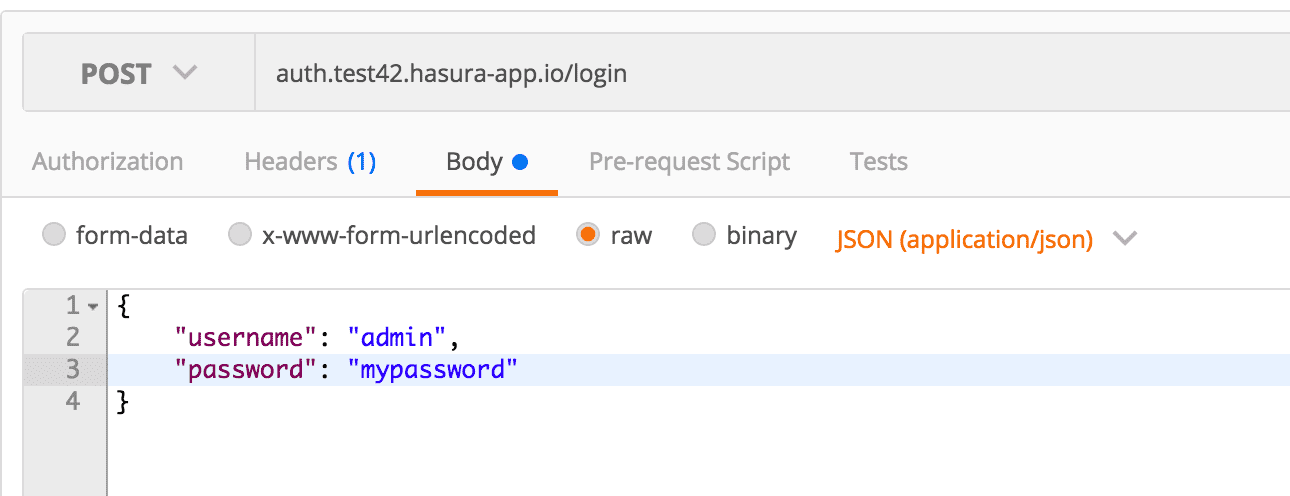 POST auth.test42.hasura-app.io/login
Authorization Headers (1) Body Pre-request Script Tests
form-data x-www-form-urlencoded raw binary JSON (application/json)
1 {
2 "username": "admin",
3 "password": "mypassword"
4 }